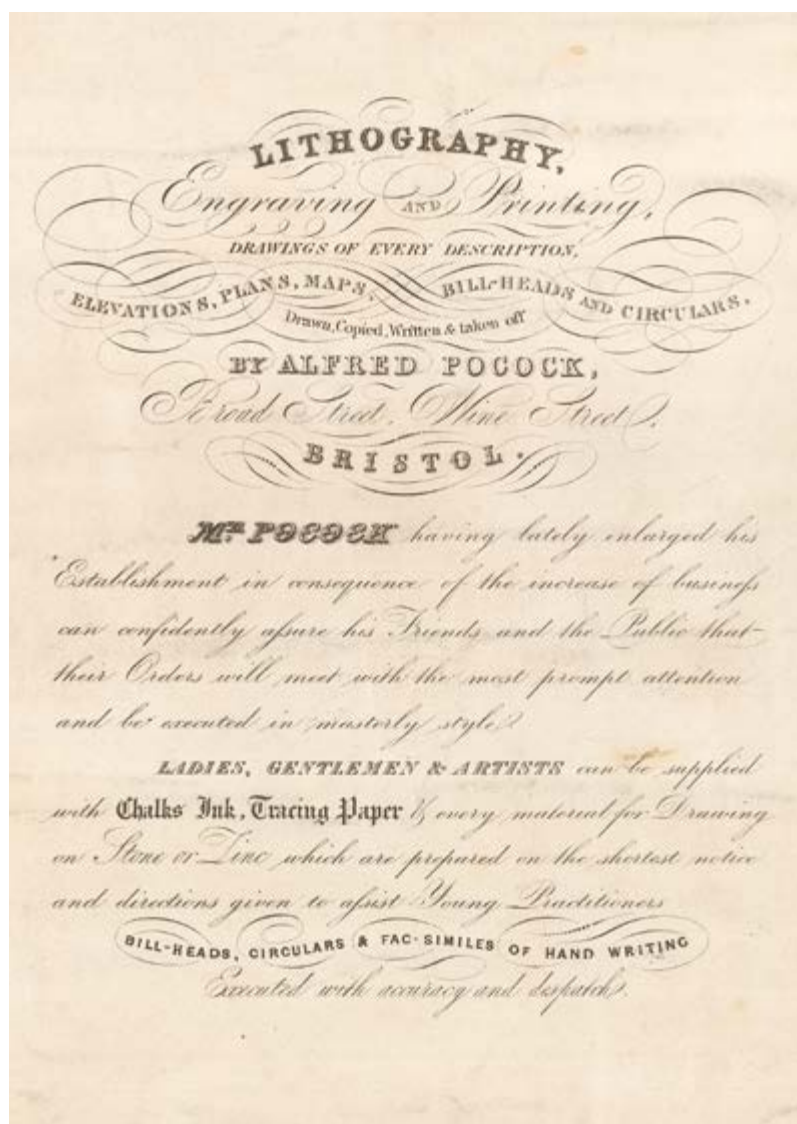 LITHOGRAPHY,
Engraving AND Printing,
DRAWINGS OF EVERY DESCRIPTION,
ELEVATIONS, PLANS, MAPS, BILL-HEADS AND CIRCULARS,
Drawn, Copied, Written & taken off
BY ALFRED POCOCK,
Broad Street, Wine Street,
BRISTOL.
Mr. POCOCK having lately enlarged his
Establishment in consequence of the increase of busineſs
can confidently aſsure his Friends and the Public that
their Orders will meet with the most prompt attention
and be executed in masterly style.
LADIES, GENTLEMEN & ARTISTS can be supplied
with Chalks Ink, Tracing Paper & every material for Drawing
on Stone or Zinc which are prepared on the shortest notice
and directions given to aſsist Young Practitioners
BILL-HEADS, CIRCULARS & FAC-SIMILES OF HAND WRITING
Executed with accuracy and despatch.